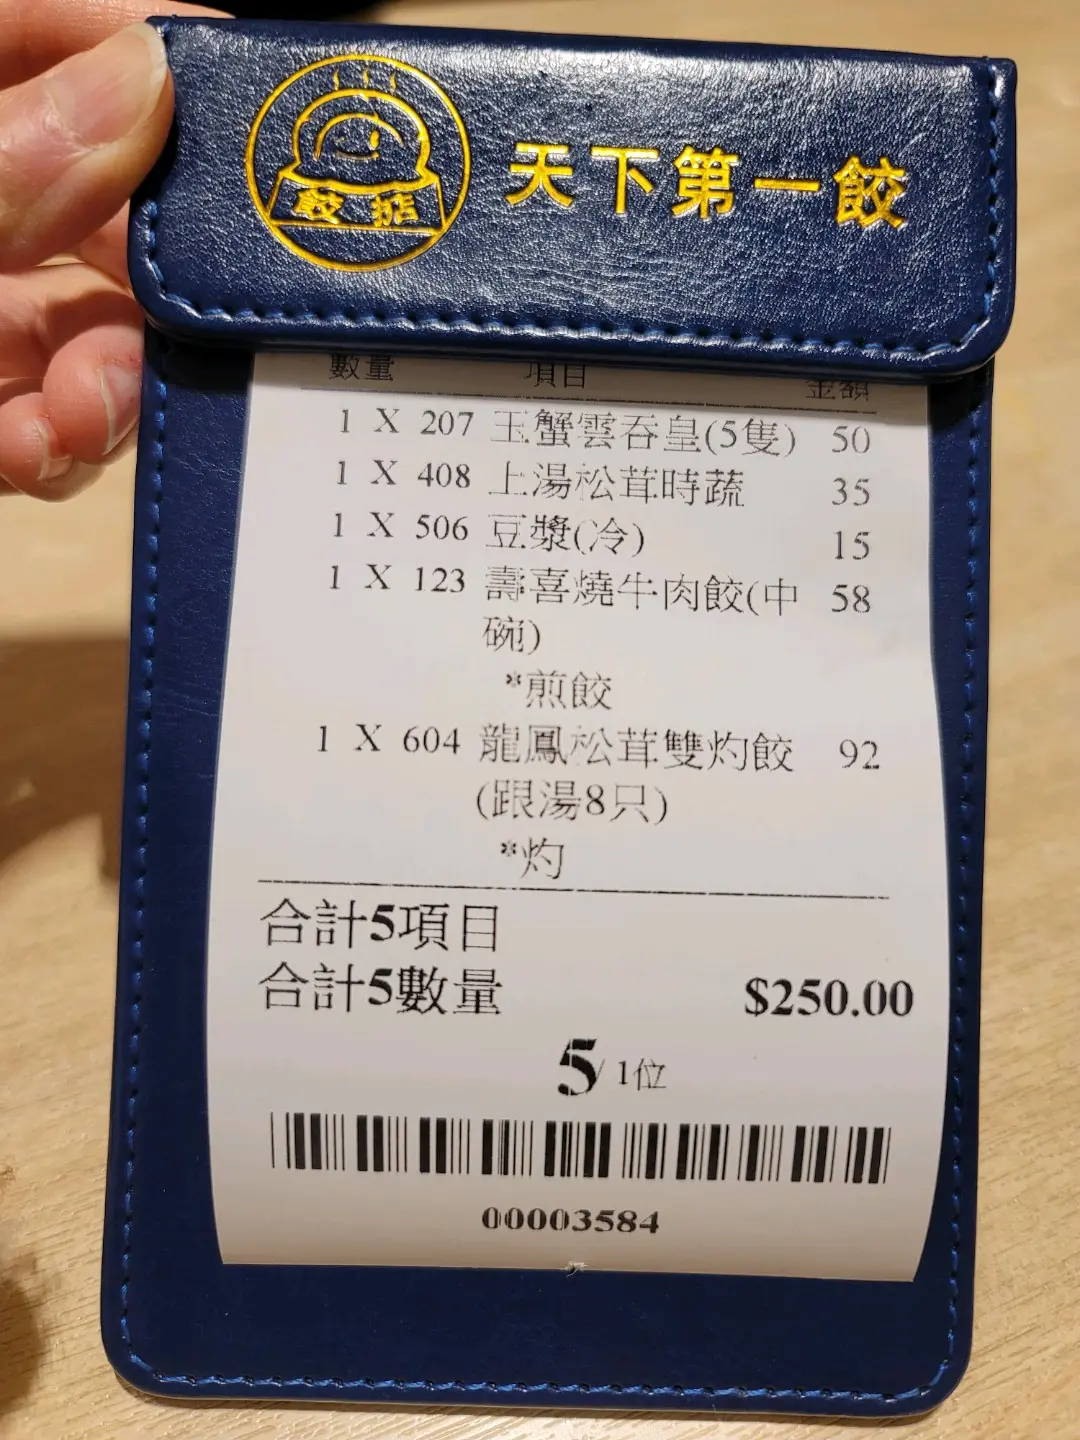 餃掂
天下第一餃
數量 項目 金額
1 X 207 玉蟹雲吞皇(5隻) 50
1 X 408 上湯松茸時蔬 35
1 X 506 豆漿(冷) 15
1 X 123 壽喜燒牛肉餃(中 58
碗)
*煎餃
1 X 604 龍鳳松茸雙灼餃 92
(跟湯8只)
*灼
合計5項目
合計5數量 $250.00
5/ 1位
00003584